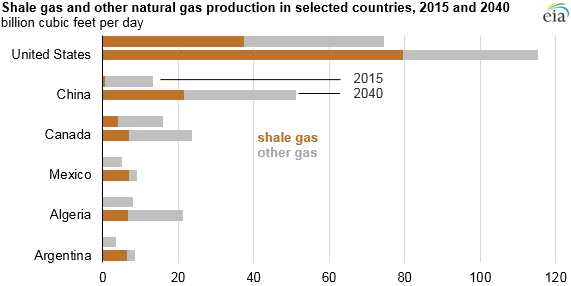 Shale gas and other natural gas production in selected countries, 2015 and 2040
billion cubic feet per day
eia
United States
2015
China
2040
Canada
shale gas
other gas
Mexico
Algeria
Argentina
0 20 40 60 80 100 120